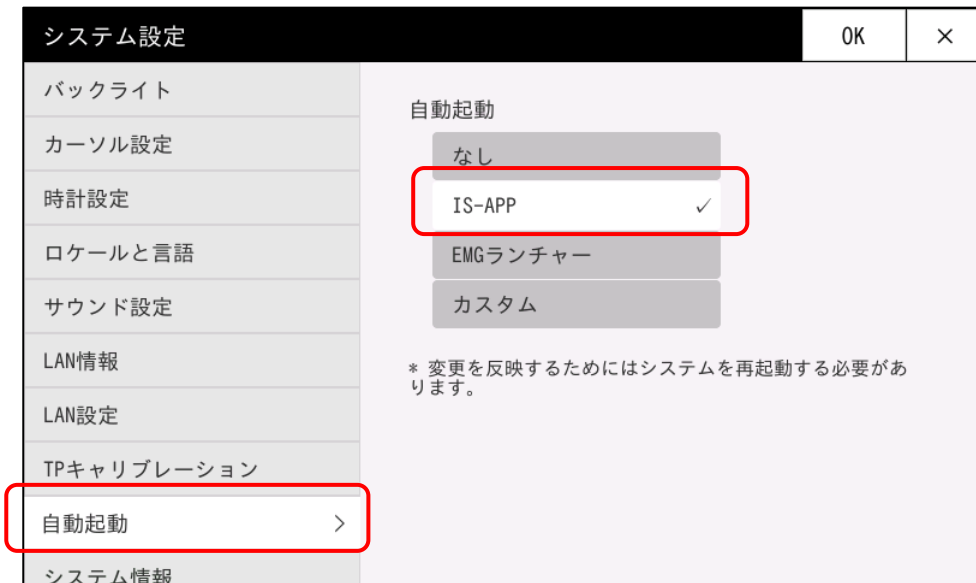 システム設定
OK
×
バックライト
カーソル設定
時計設定
ロケールと言語
サウンド設定
LAN情報
LAN設定
TPキャリブレーション
自動起動 >
システム情報
自動起動
なし
IS-APP ✓
EMGランチャー
カスタム
* 変更を反映するためにはシステムを再起動する必要があ
ります。